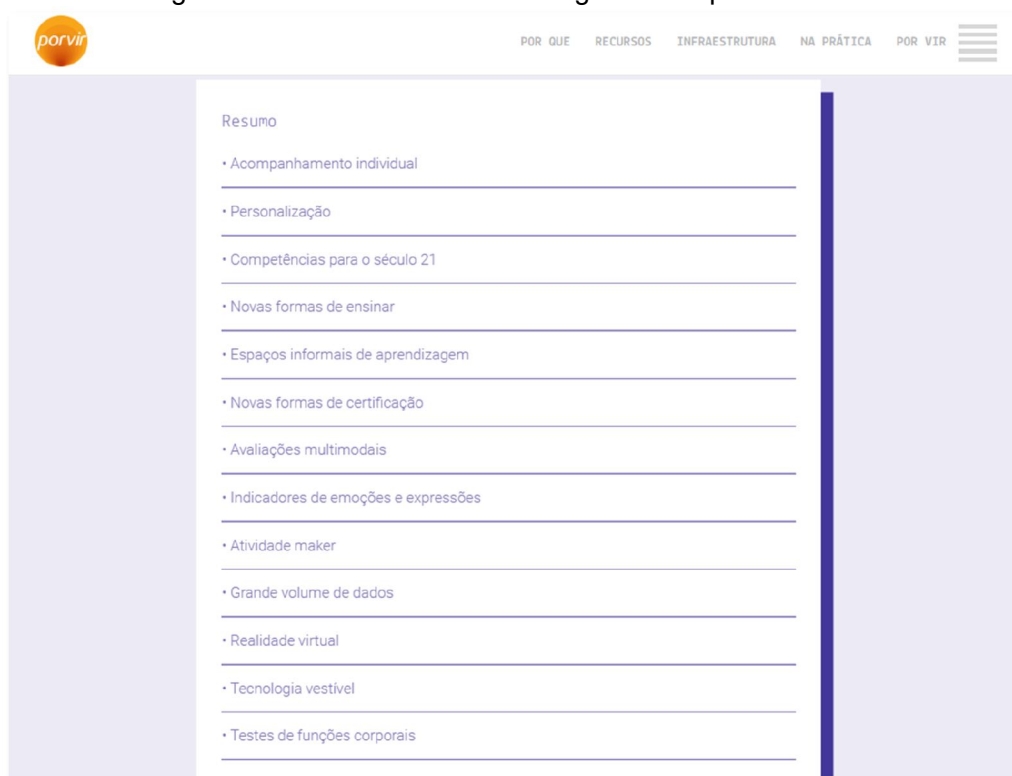 porvir
POR QUE RECURSOS INFRAESTRUTURA NA PRÁTICA POR VIR
Resumo
• Acompanhamento individual
• Personalização
• Competências para o século 21
• Novas formas de ensinar
• Espaços informais de aprendizagem
• Novas formas de certificação
• Avaliações multimodais
• Indicadores de emoções e expressões
• Atividade maker
• Grande volume de dados
• Realidade virtual
• Tecnologia vestível
• Testes de funções corporais